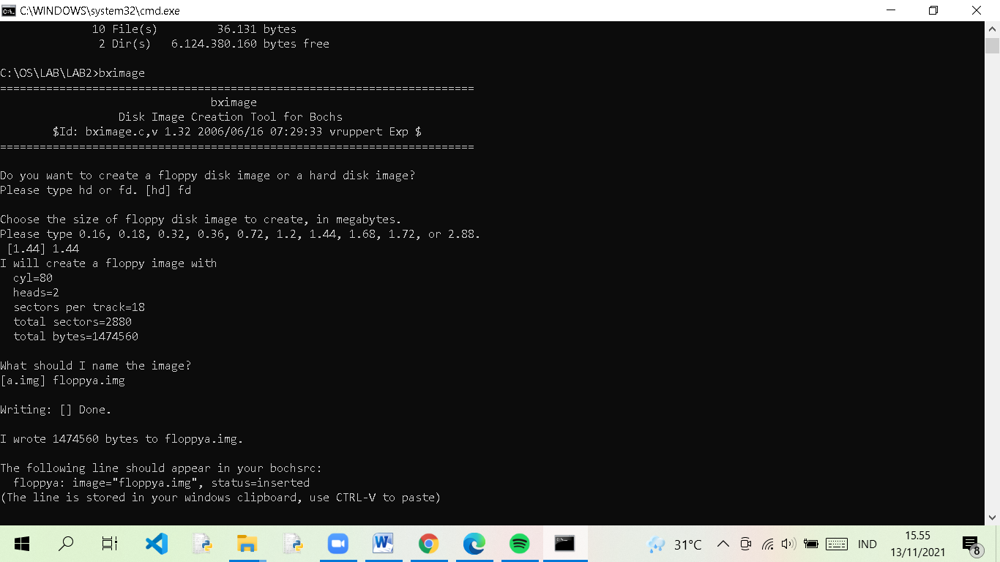 C:\WINDOWS\system32\cmd.exe
10 File(s) 36.131 bytes
2 Dir(s) 6.124.380.160 bytes free
C:\OS\LAB\LAB2>bximage
========================================================================
bximage
Disk Image Creation Tool for Bochs
$Id: bximage.c,v 1.32 2006/06/16 07:29:33 vruppert Exp $
========================================================================
Do you want to create a floppy disk image or a hard disk image?
Please type hd or fd. [hd] fd
Choose the size of floppy disk image to create, in megabytes.
Please type 0.16, 0.18, 0.32, 0.36, 0.72, 1.2, 1.44, 1.68, 1.72, or 2.88.
[1.44] 1.44
I will create a floppy image with
cyl=80
heads=2
sectors per track=18
total sectors=2880
total bytes=1474560
What should I name the image?
[a.img] floppya.img
Writing: [] Done.
I wrote 1474560 bytes to floppya.img.
The following line should appear in your bochsrc:
floppya: image="floppya.img", status=inserted
(The line is stored in your windows clipboard, use CTRL-V to paste)
31°C IND 15.55
13/11/2021 8